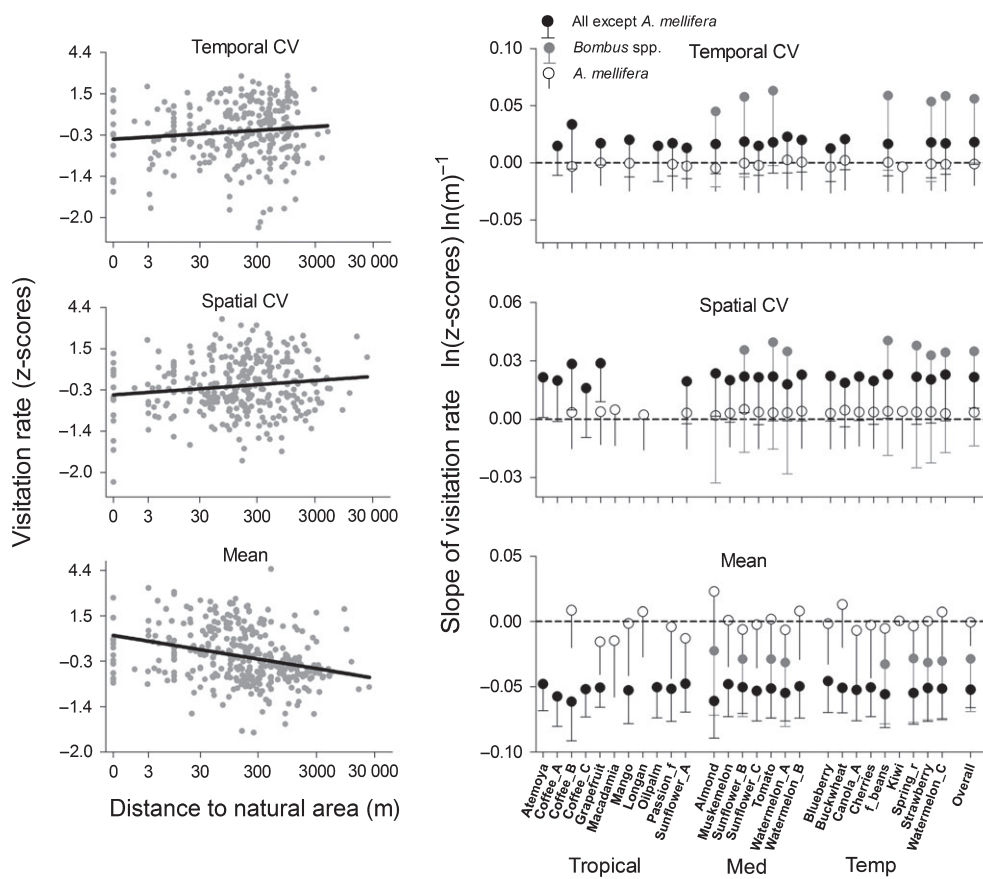 Temporal CV
4.4
1.5
−0.3
−1.4
−2.0
0 3 30 300 3000 30 000
Spatial CV
4.4
1.5
−0.3
−1.4
−2.0
0 3 30 300 3000 30 000
Mean
4.4
1.5
−0.3
−1.4
−2.0
0 3 30 300 3000 30 000
Visitation rate (z-scores)
Distance to natural area (m)
All except A. mellifera
Bombus spp.
A. mellifera
Temporal CV
0.10
0.05
0.00
−0.05
Spatial CV
0.06
0.03
0.00
−0.03
Mean
0.05
0.00
−0.05
−0.10
Slope of visitation rate ln(z-scores) ln(m)⁻¹
Atemoya
Coffee_A
Coffee_B
Coffee_C
Grapefruit
Macadamia
Mango
Longan
Oilpalm
Passion_f
Sunflower_A
Almond
Muskemelon
Sunflower_B
Sunflower_C
Tomato
Watermelon_A
Watermelon_B
Blueberry
Buckwheat
Canola_A
Cherries
f_beans
Kiwi
Spring_r
Strawberry
Watermelon_C
Overall
Tropical Med Temp